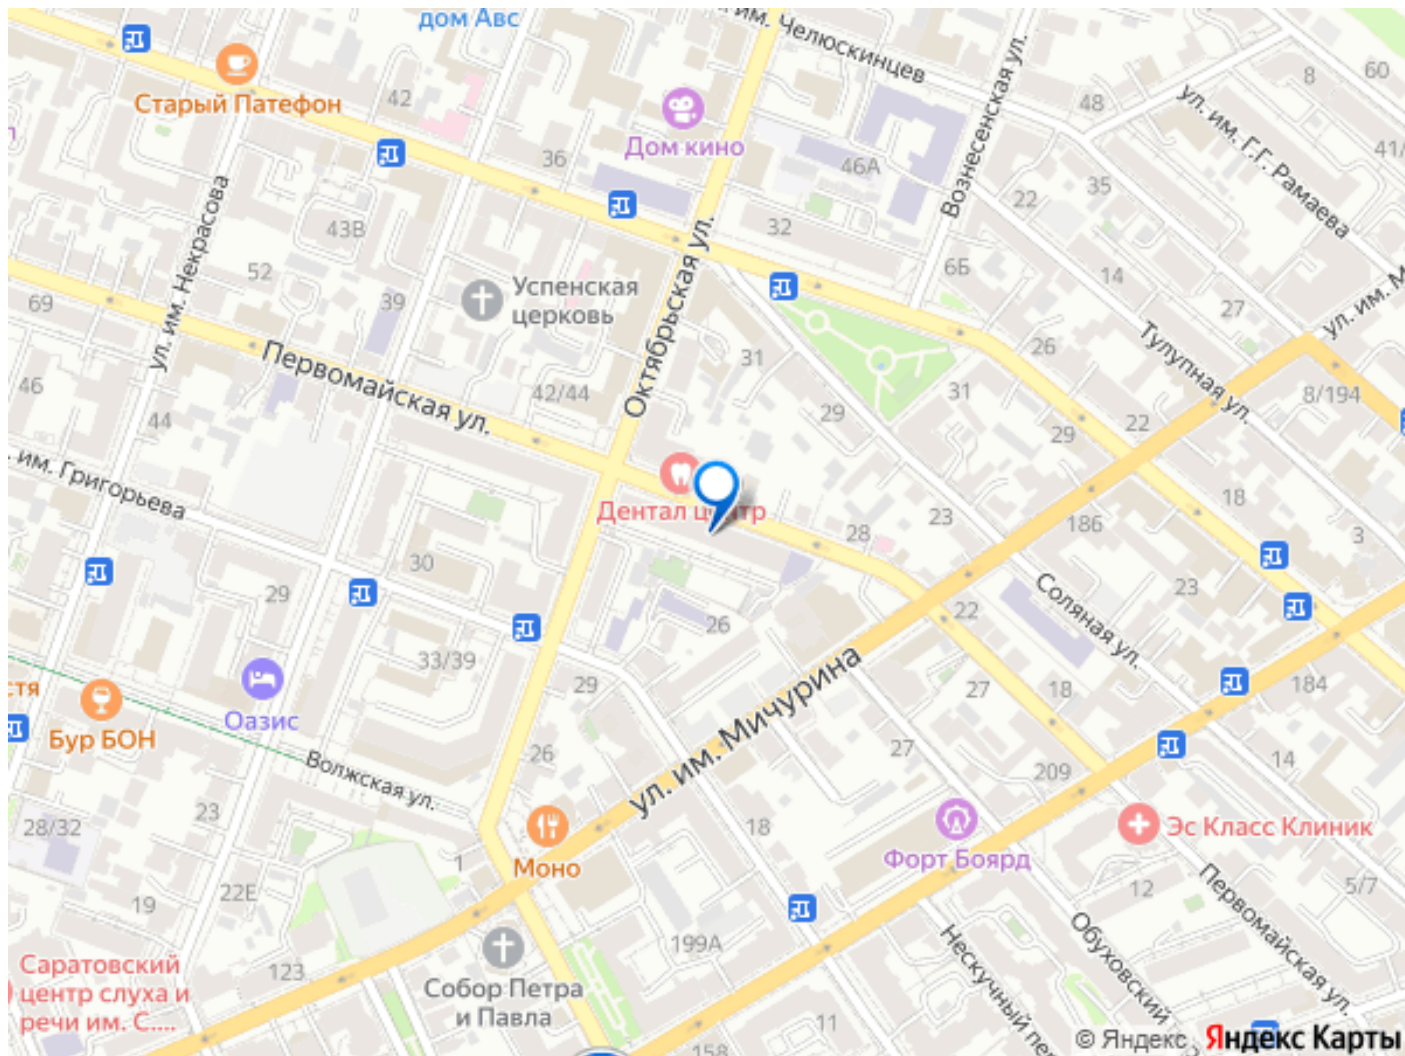 дом Авс
им. Челюскинцев
Вознесенская ул.
8
60
Старый Патефон
42
48
ул. им. Г.Г. Рамаева
41/
Дом кино
36
46А
35
22
ул. им. Некрасова
43В
Октябрьская ул.
32
6Б
14
52
Успенская
церковь
27
ул. им. М
69
39
Тулупная ул.
Первомайская ул.
31
26
46
42/44
31
8/194
29
44
22
29
. им. Григорьева
18
Дентал центр
23
18б
3
28
30
23
29
Соляная ул.
22
26
33/39
стя
29
ул. им. Мичурина
27
18
184
Оазис
Бур БОН
26
27
14
Волжская ул.
209
23
28/32
18
Эс Класс Клиник
Моно
Форт Боярд
1
22Е
19
12
5/7
Первомайская ул.
Обуховский
Нескучный пер
199А
Саратовский
центр слуха и
речи им. С....
123
Собор Петра
и Павла
11
158
© Яндекс Яндекс Карты